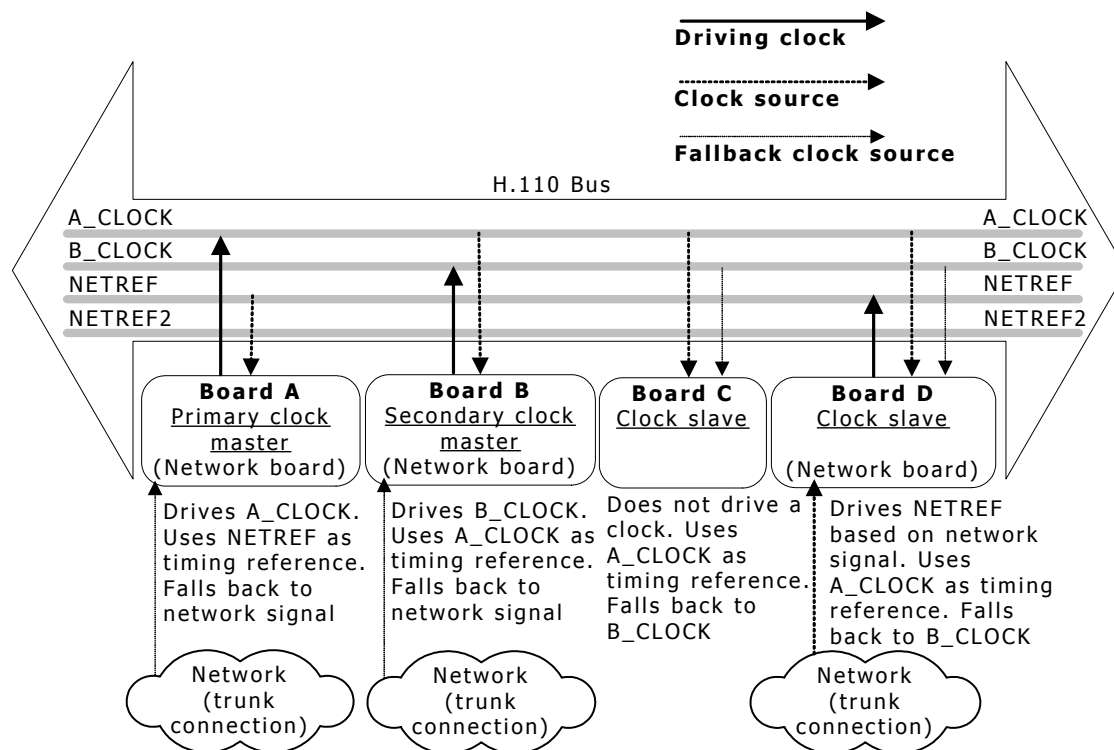 Driving clock
Clock source
Fallback clock source
H.110 Bus
A_CLOCK
A_CLOCK
B_CLOCK
B_CLOCK
NETREF
NETREF
NETREF2
NETREF2
Board A
Primary clock
master
(Network board)
Board B
Secondary clock
master
(Network board)
Board C
Clock slave
Board D
Clock slave
(Network board)
Drives A_CLOCK.
Uses NETREF as
timing reference.
Falls back to
network signal
Drives B_CLOCK.
Uses A_CLOCK as
timing reference.
Falls back to
network signal
Does not drive a
clock. Uses
A_CLOCK as
timing reference.
Falls back to
B_CLOCK
Drives NETREF
based on network
signal. Uses
A_CLOCK as timing
reference. Falls
back to B_CLOCK
Network
(trunk
connection)
Network
(trunk
connection)
Network
(trunk
connection)